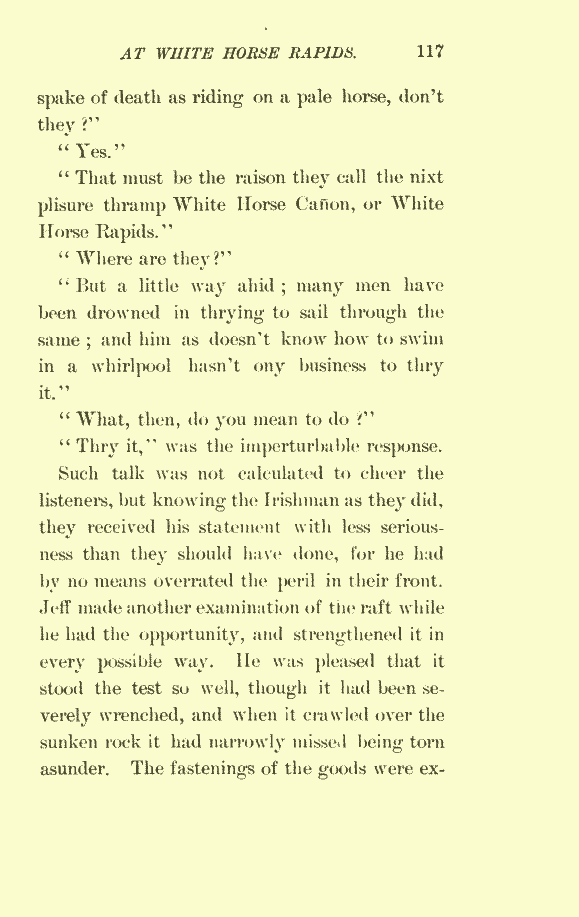 AT WHITE HORSE RAPIDS. 117
spake of death as riding on a pale horse, don't
they?"
"Yes."
"That must be the raison they call the nixt
plisure thramp White Horse Cañon, or White
Horse Rapids."
"Where are they?"
"But a little way ahid; many men have
been drowned in thrying to sail through the
same; and him as doesn't know how to swim
in a whirlpool hasn't ony business to thry
it."
"What, then, do you mean to do?"
"Thry it," was the imperturbable response.
Such talk was not calculated to cheer the
listeners, but knowing the Irishman as they did,
they received his statement with less serious-
ness than they should have done, for he had
by no means overrated the peril in their front.
Jeff made another examination of the raft while
he had the opportunity, and strengthened it in
every possible way. He was pleased that it
stood the test so well, though it had been se-
verely wrenched, and when it crawled over the
sunken rock it had narrowly missed being torn
asunder. The fastenings of the goods were ex-